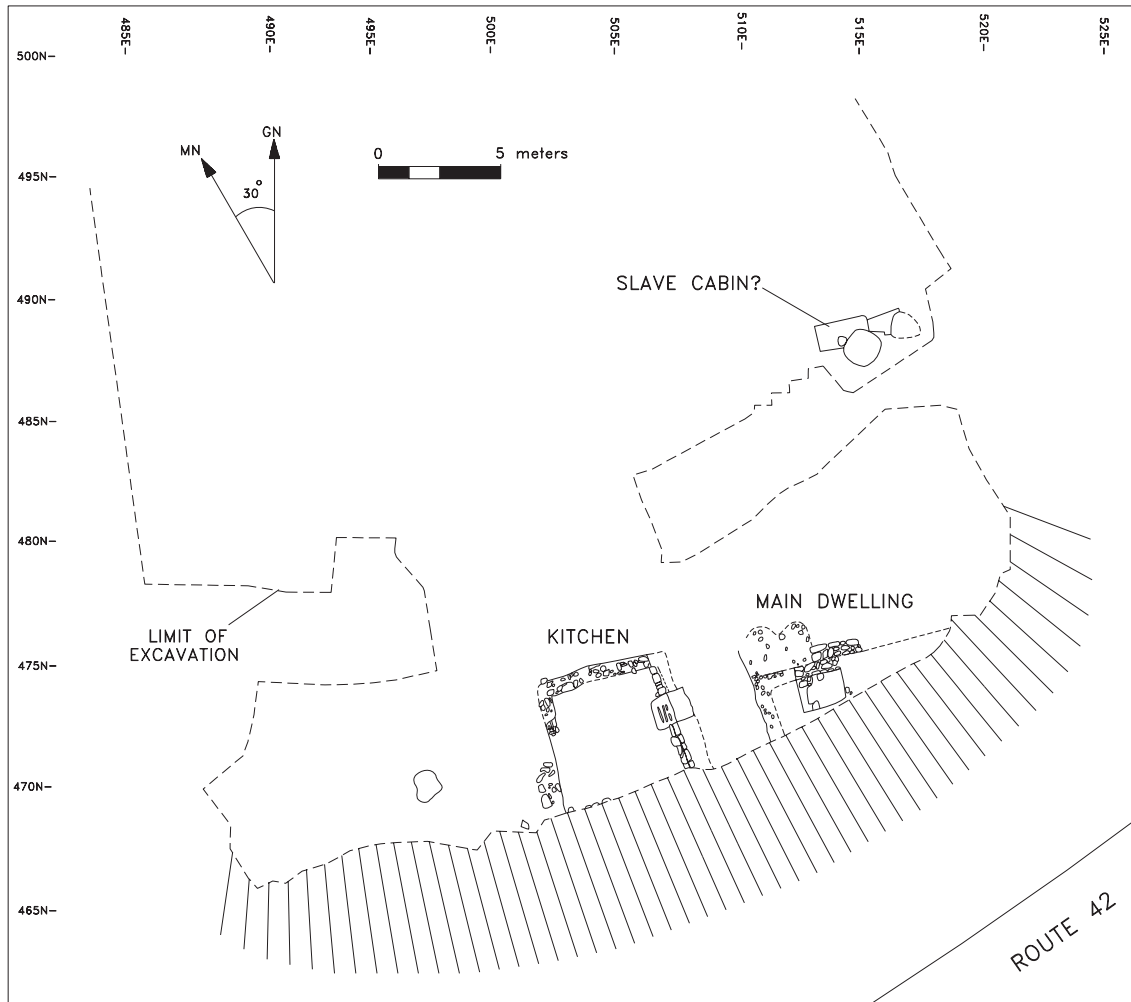 485E-
490E-
495E-
500E-
505E-
510E-
515E-
520E-
525E-
500N-
495N-
490N-
485N-
480N-
475N-
470N-
465N-
MN
GN
30°
0 5 meters
SLAVE CABIN?
MAIN DWELLING
KITCHEN
LIMIT OF
EXCAVATION
ROUTE 42